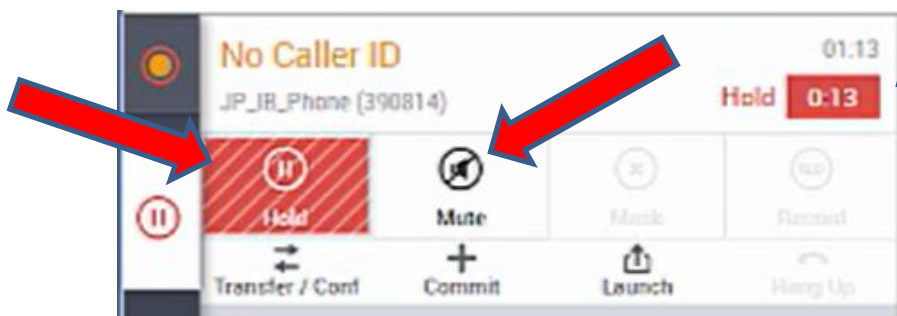 No Caller ID
01:13
JP_IB_Phone (390814)
Hold 0:13
Hold
Mute
Mask
Record
Transfer / Conf
Commit
Launch
Hang Up